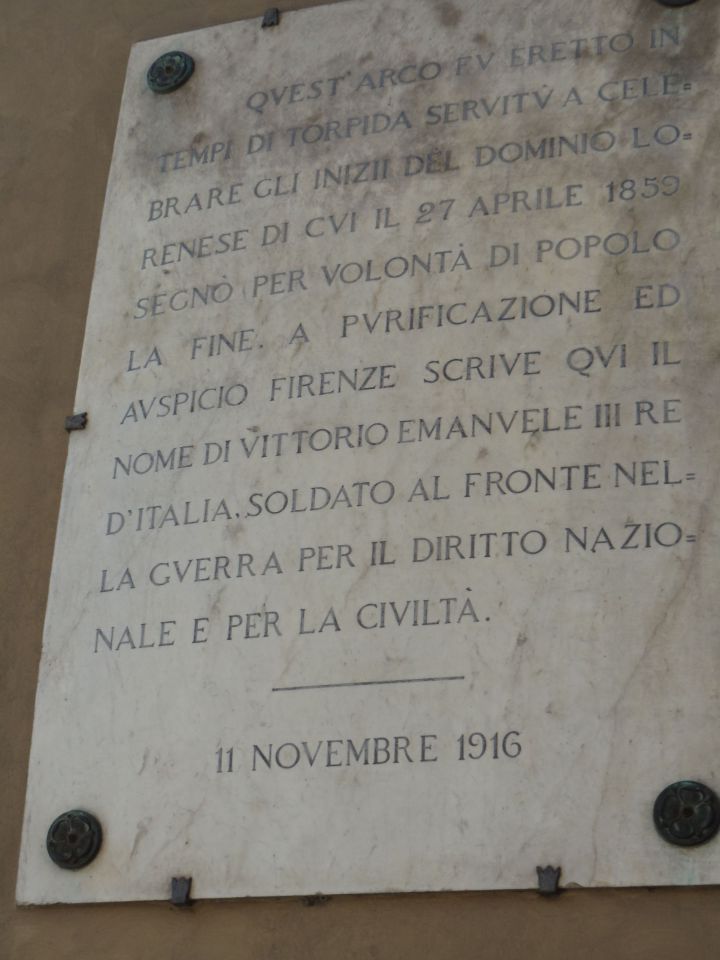 QVEST'ARCO FV ERETTO IN
TEMPI DI TORPIDA SERVITÙ A CELE=
BRARE GLI INIZII DEL DOMINIO LO=
RENESE DI CVI IL 27 APRILE 1859
SEGNÒ PER VOLONTÀ DI POPOLO
LA FINE. A PVRIFICAZIONE ED
AVSPICIO FIRENZE SCRIVE QVI IL
NOME DI VITTORIO EMANVELE III RE
D'ITALIA, SOLDATO AL FRONTE NEL=
LA GVERRA PER IL DIRITTO NAZIO=
NALE E PER LA CIVILTÀ.
11 NOVEMBRE 1916